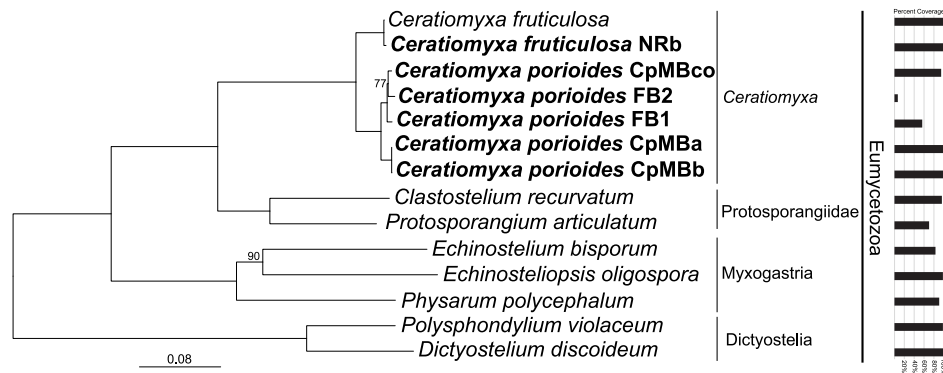 Percent Coverage
Ceratiomyxa fruticulosa
Ceratiomyxa fruticulosa NRb
Ceratiomyxa porioides CpMBco
77
Ceratiomyxa porioides FB2
Ceratiomyxa
Ceratiomyxa porioides FB1
Ceratiomyxa porioides CpMBa
Ceratiomyxa porioides CpMBb
Clastostelium recurvatum
Protosporangiidae
Protosporangium articulatum
Eumycetozoa
Echinostelium bisporum
90
Echinosteliopsis oligospora
Myxogastria
Physarum polycephalum
Polysphondylium violaceum
Dictyostelia
Dictyostelium discoideum
0.08
20%
40%
60%
80%